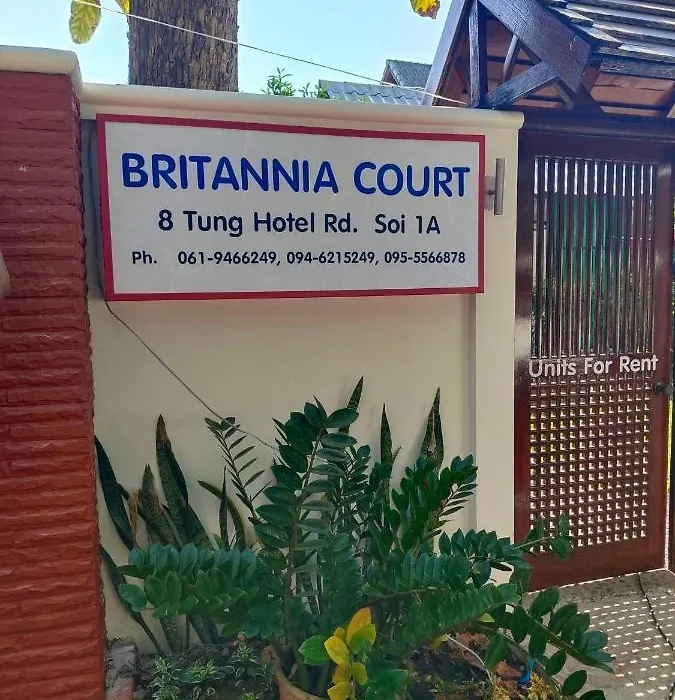 BRITANNIA COURT
8 Tung Hotel Rd. Soi 1A
Ph. 061-9466249, 094-6215249, 095-5566878
Units For Rent